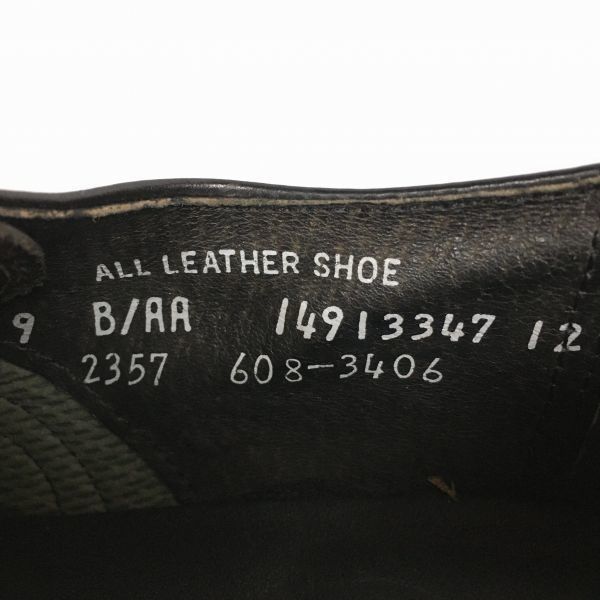 ALL LEATHER SHOE
9 B/AA 14913347 12
2357 608-3406